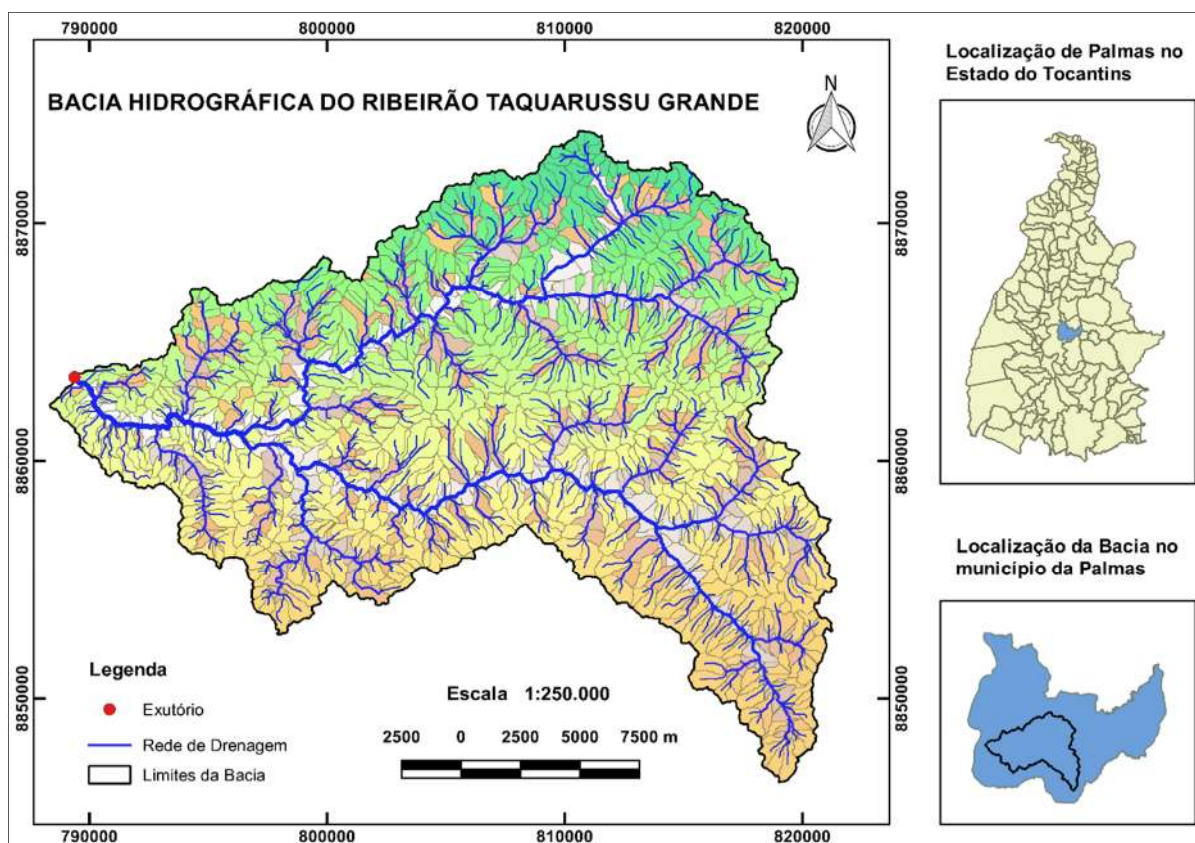 790000 800000 810000 820000
BACIA HIDROGRÁFICA DO RIBEIRÃO TAQUARUSSU GRANDE
N
8870000
8860000
8850000
8870000
8860000
8850000
Legenda
Exutório
Rede de Drenagem
Limites da Bacia
Escala 1:250.000
2500 0 2500 5000 7500 m
790000 800000 810000 820000
Localização de Palmas no
Estado do Tocantins
Localização da Bacia no
município da Palmas